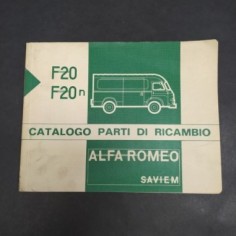 F20
F20n
CATALOGO PARTI DI RICAMBIO
ALFA ROMEO
SAVIEM